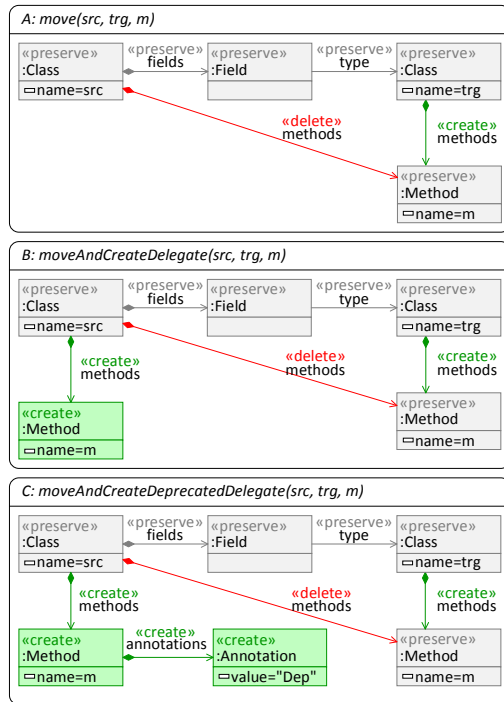 A: move(src, trg, m)
«preserve» «preserve» «preserve» «preserve» «preserve»
:Class fields :Field type :Class
name=src name=trg
«delete» «create»
methods methods
«preserve»
:Method
name=m
B: moveAndCreateDelegate(src, trg, m)
«preserve» «preserve» «preserve» «preserve» «preserve»
:Class fields :Field type :Class
name=src name=trg
«create» «delete» «create»
methods methods methods
«create» «preserve»
:Method :Method
name=m name=m
C: moveAndCreateDeprecatedDelegate(src, trg, m)
«preserve» «preserve» «preserve» «preserve» «preserve»
:Class fields :Field type :Class
name=src name=trg
«create» «delete» «create»
methods methods methods
«create» «create» «create» «preserve»
:Method annotations :Annotation :Method
name=m value="Dep" name=m